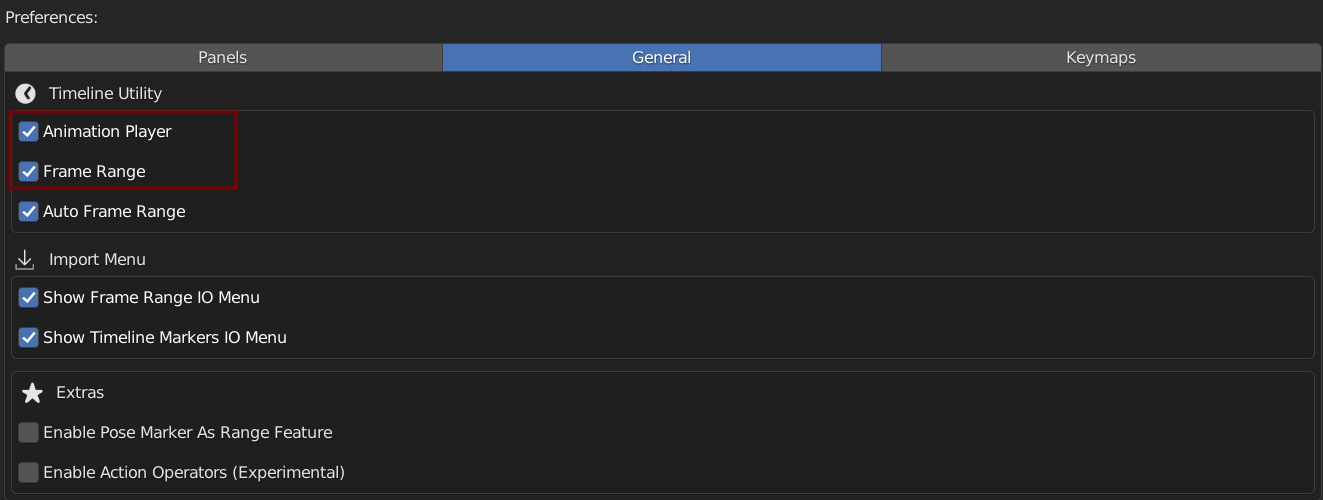 Preferences:
Panels
General
Keymaps
Timeline Utility
Animation Player
Frame Range
Auto Frame Range
Import Menu
Show Frame Range IO Menu
Show Timeline Markers IO Menu
Extras
Enable Pose Marker As Range Feature
Enable Action Operators (Experimental)